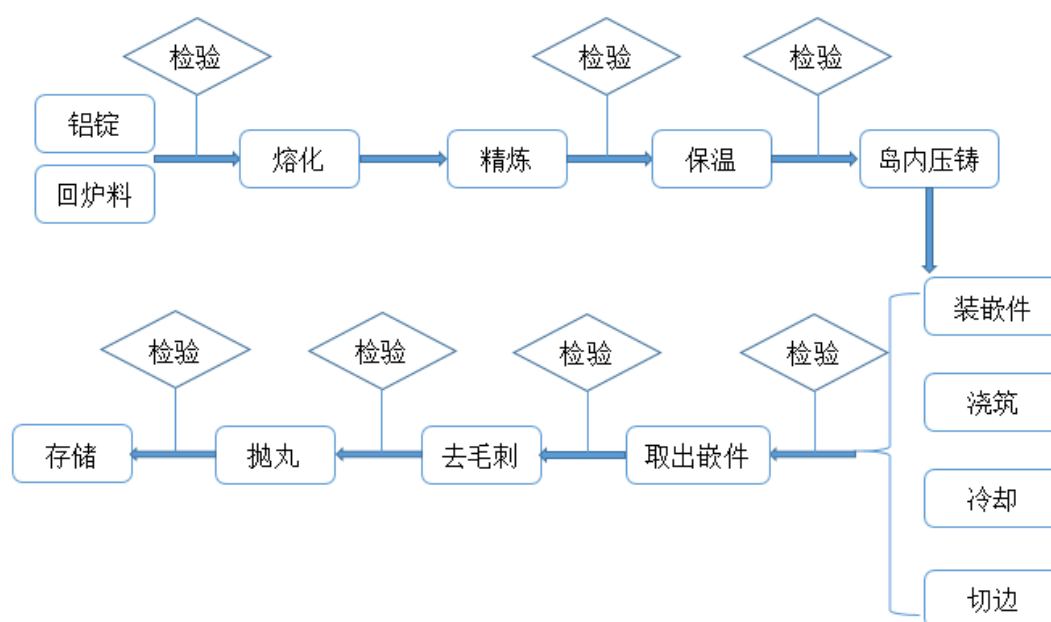 检验
检验
检验
铝锭
回炉料
熔化
精炼
保温
岛内压铸
装嵌件
浇筑
冷却
切边
检验
检验
检验
检验
存储
抛丸
去毛刺
取出嵌件